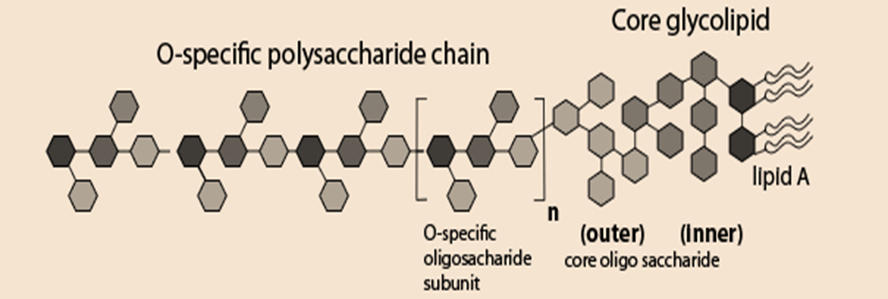 Core glycolipid
O-specific polysaccharide chain
lipid A
n
O-specific
oligosacharide
subunit
(outer) (inner)
core oligo saccharide